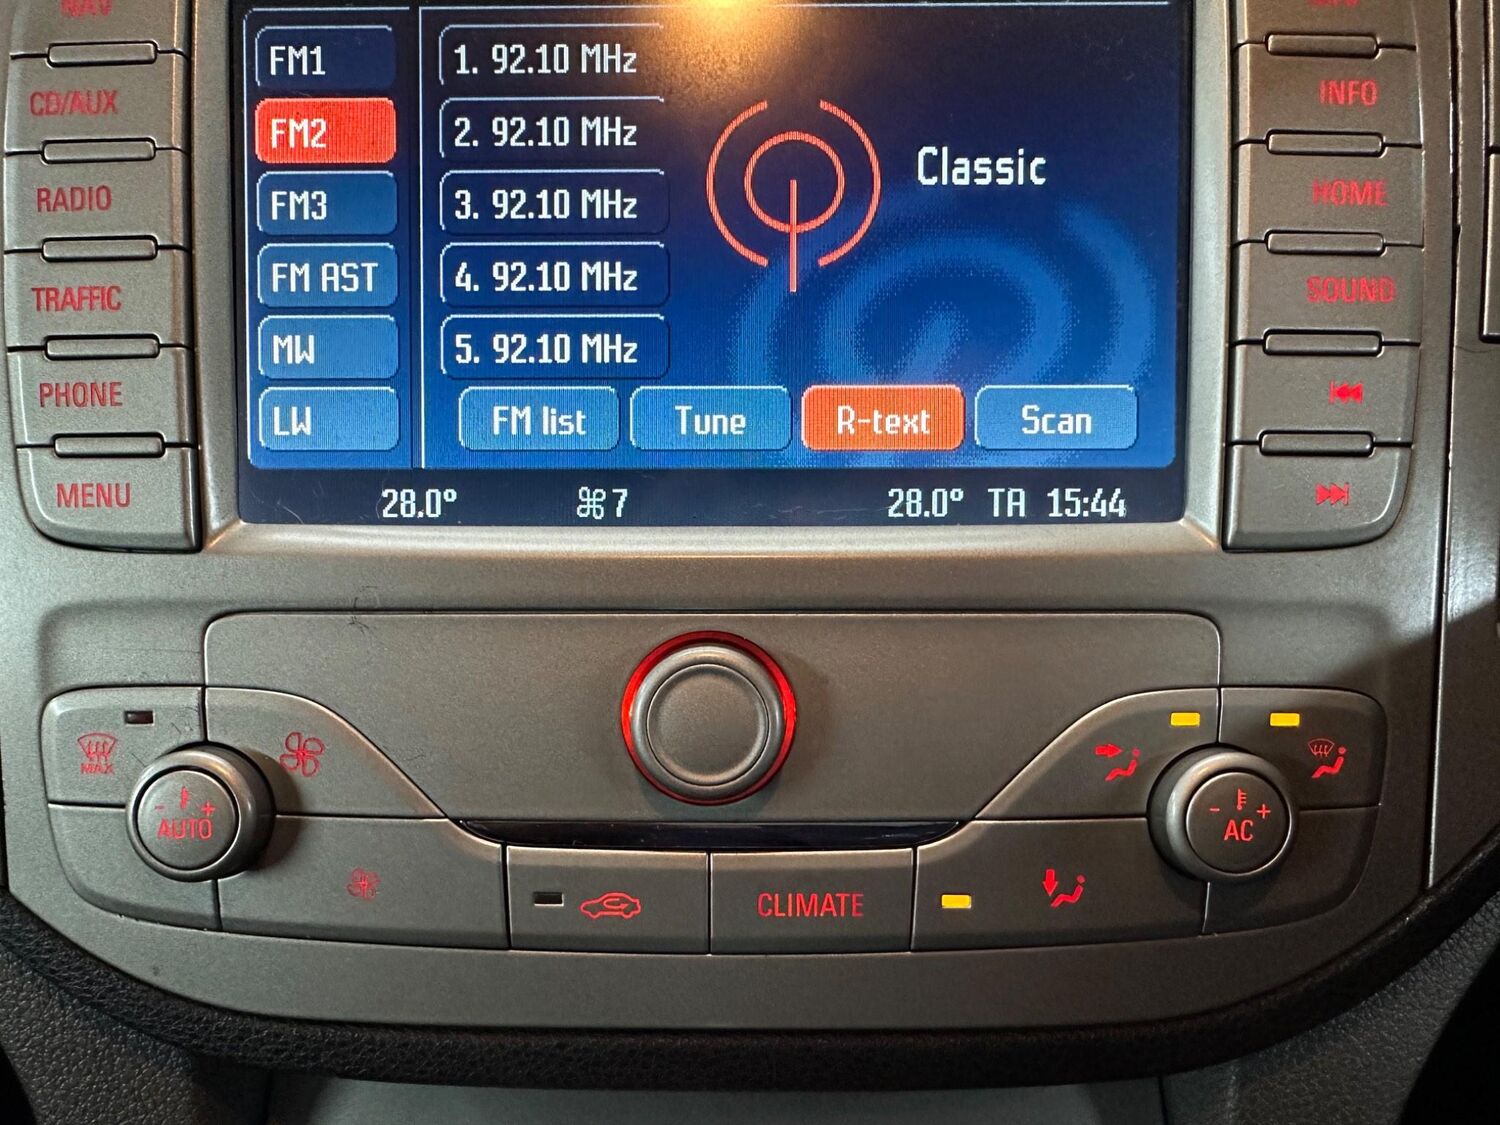 NAV
CD/AUX
RADIO
TRAFFIC
PHONE
MENU
FM1
FM2
FM3
FM AST
MW
LW
1. 92.10 MHz
2. 92.10 MHz
3. 92.10 MHz
4. 92.10 MHz
5. 92.10 MHz
Classic
FM list
Tune
R-text
Scan
28.0°
7
28.0°
TA
15:44
INFO
HOME
SOUND
MAX
- +
AUTO
CLIMATE
- +
AC